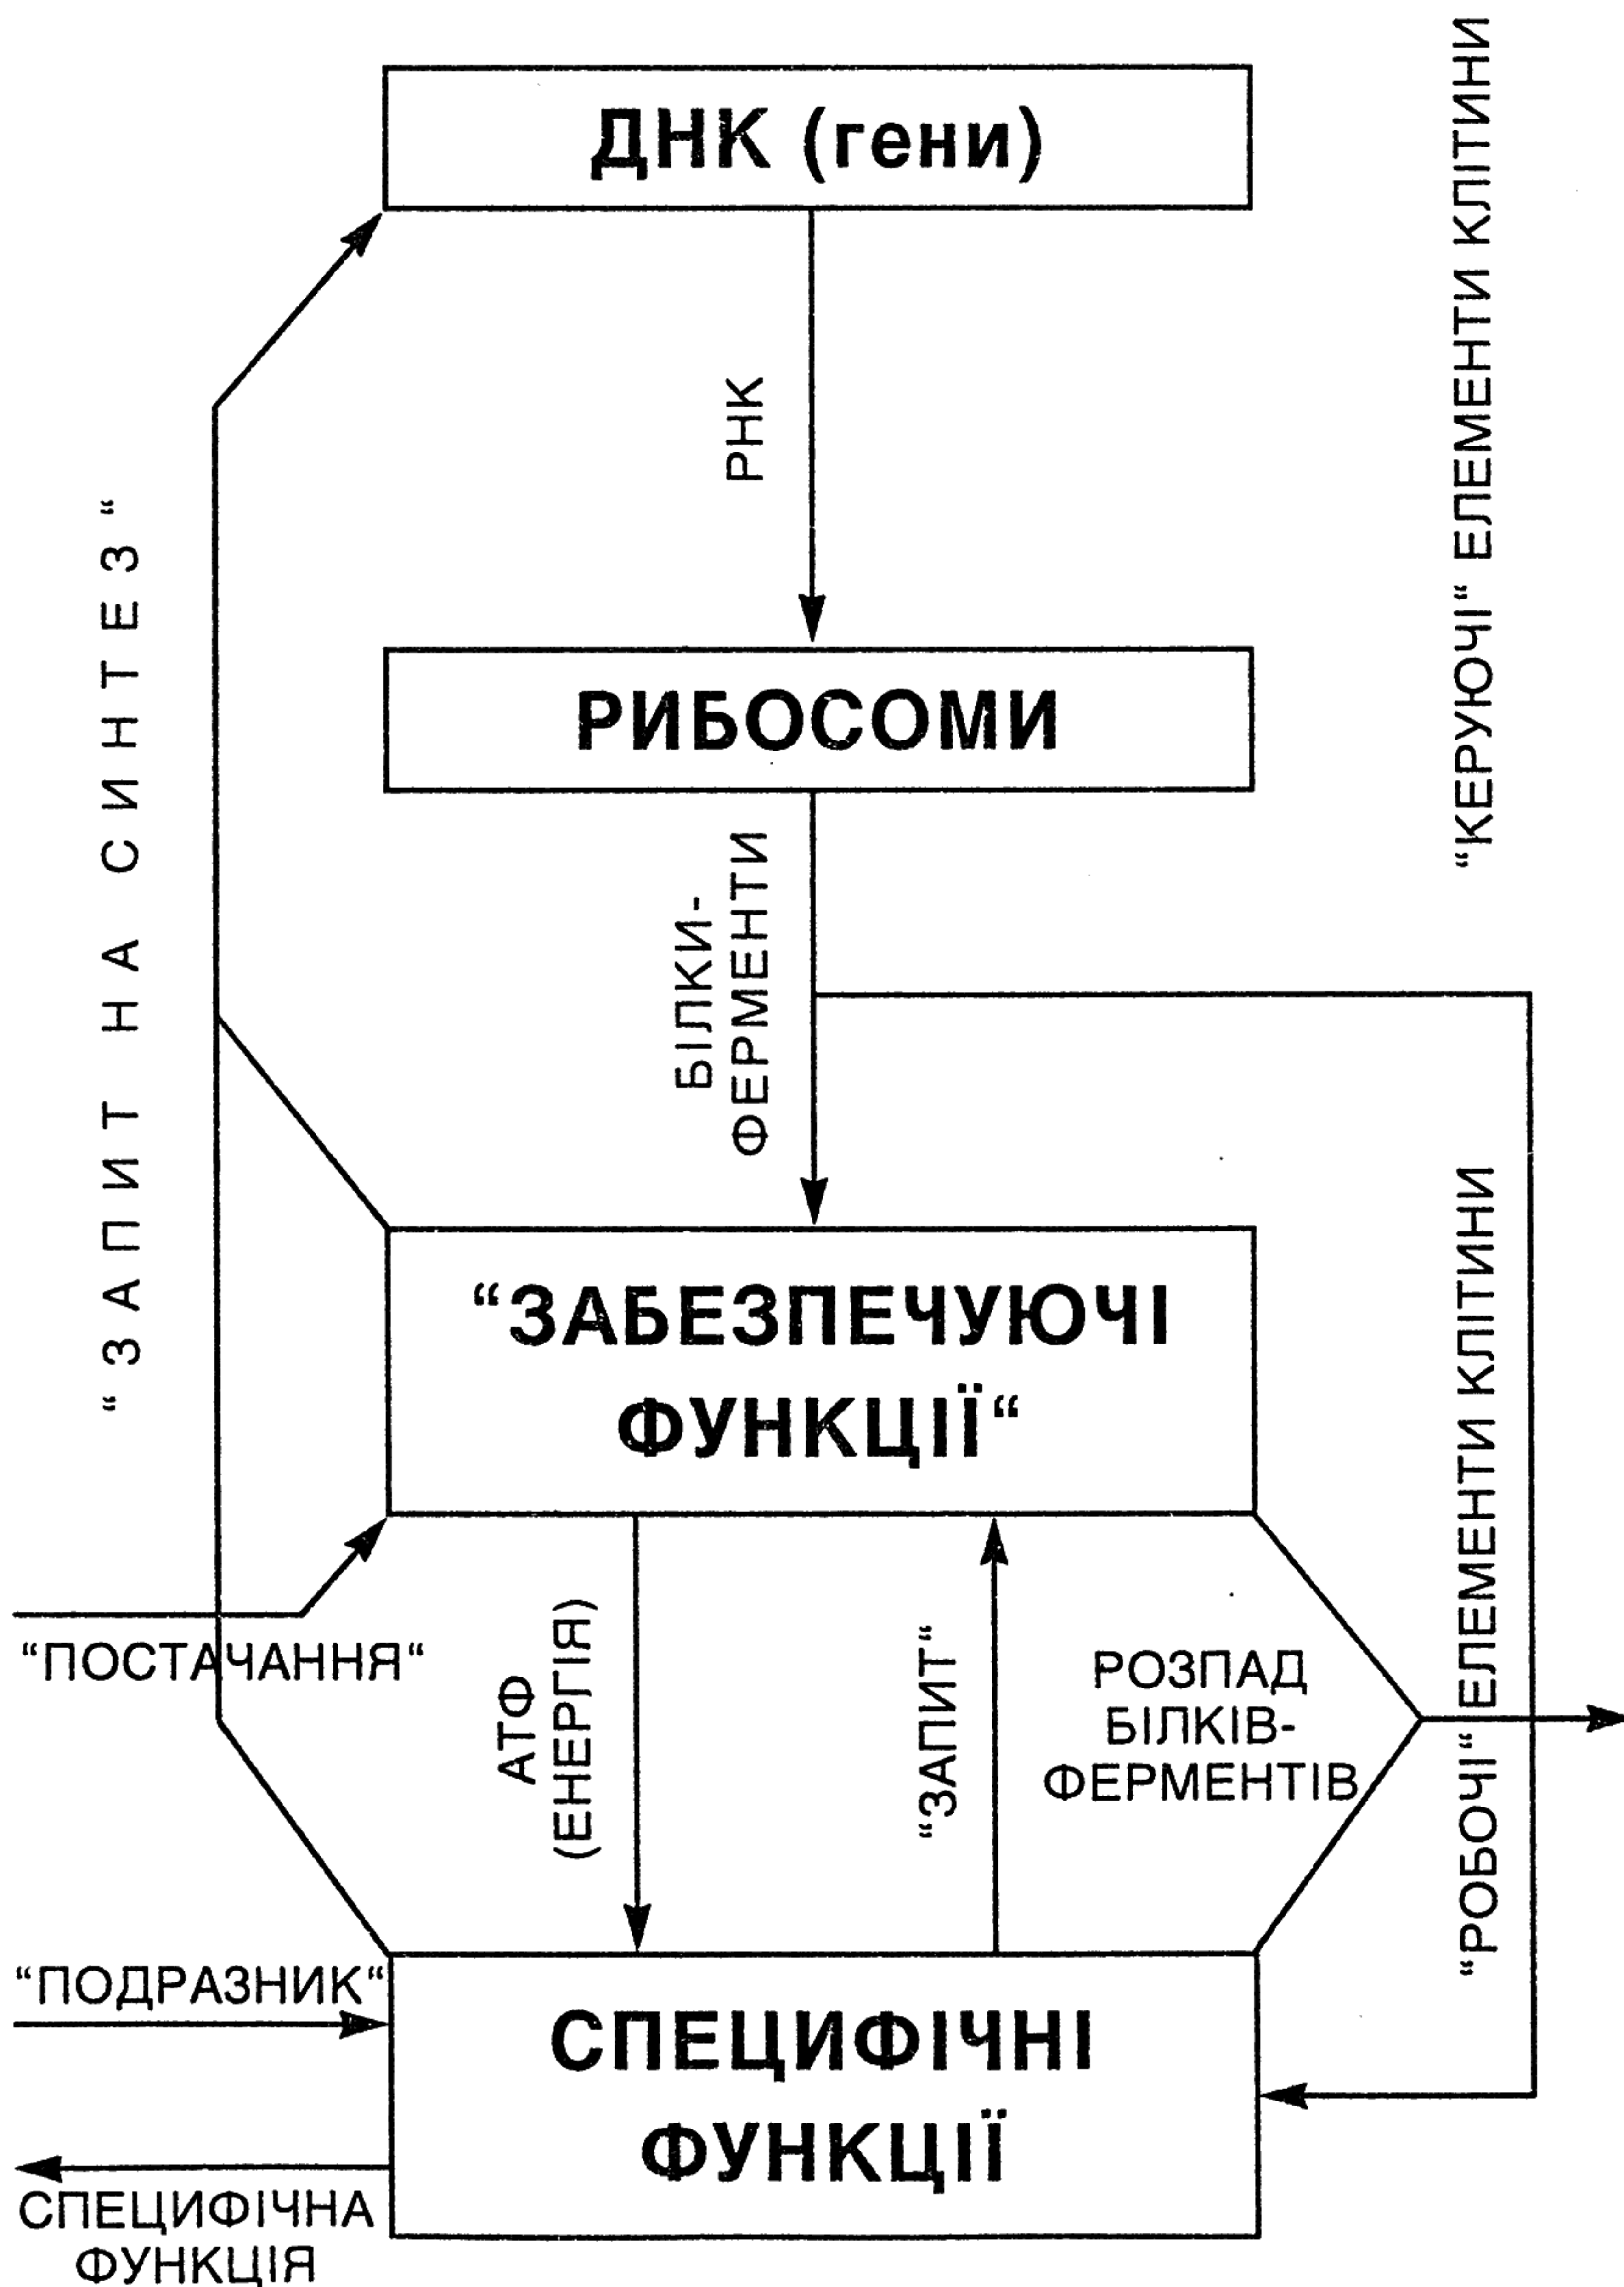 ДНК (гени)
“КЕРУЮЧІ“ ЕЛЕМЕНТИ КЛІТИНИ
РНК
“ЗАПИТ НА СИНТЕЗ“
РИБОСОМИ
БІЛКИ-
ФЕРМЕНТИ
“ЗАБЕЗПЕЧУЮЧІ
ФУНКЦІЇ“
“РОБОЧІ“ ЕЛЕМЕНТИ КЛІТИНИ
“ПОСТАЧАННЯ“
АТФ
(ЕНЕРГІЯ)
“ЗАПИТ“
РОЗПАД
БІЛКІВ-
ФЕРМЕНТІВ
“ПОДРАЗНИК“
СПЕЦИФІЧНІ
ФУНКЦІЇ
СПЕЦИФІЧНА
ФУНКЦІЯ